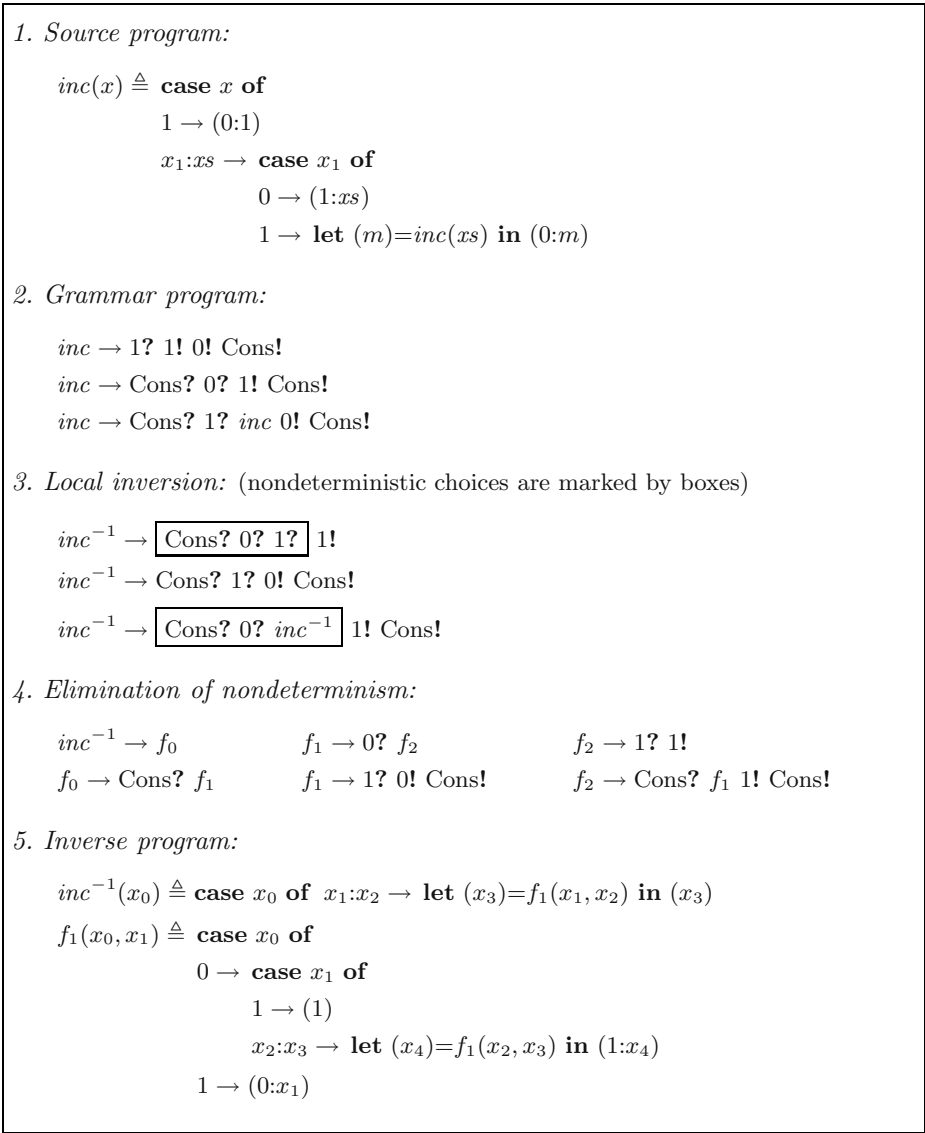 1. Source program:
inc(x) ≜ case x of
1 → (0:1)
x₁:xs → case x₁ of
0 → (1:xs)
1 → let (m)=inc(xs) in (0:m)
2. Grammar program:
inc → 1? 1! 0! Cons!
inc → Cons? 0? 1! Cons!
inc → Cons? 1? inc 0! Cons!
3. Local inversion: (nondeterministic choices are marked by boxes)
inc⁻¹ → Cons? 0? 1? 1!
inc⁻¹ → Cons? 1? 0! Cons!
inc⁻¹ → Cons? 0? inc⁻¹ 1! Cons!
4. Elimination of nondeterminism:
inc⁻¹ → f₀ f₁ → 0? f₂ f₂ → 1? 1!
f₀ → Cons? f₁ f₁ → 1? 0! Cons! f₂ → Cons? f₁ 1! Cons!
5. Inverse program:
inc⁻¹(x₀) ≜ case x₀ of x₁:x₂ → let (x₃)=f₁(x₁, x₂) in (x₃)
f₁(x₀, x₁) ≜ case x₀ of
0 → case x₁ of
1 → (1)
x₂:x₃ → let (x₄)=f₁(x₂, x₃) in (1:x₄)
1 → (0:x₁)